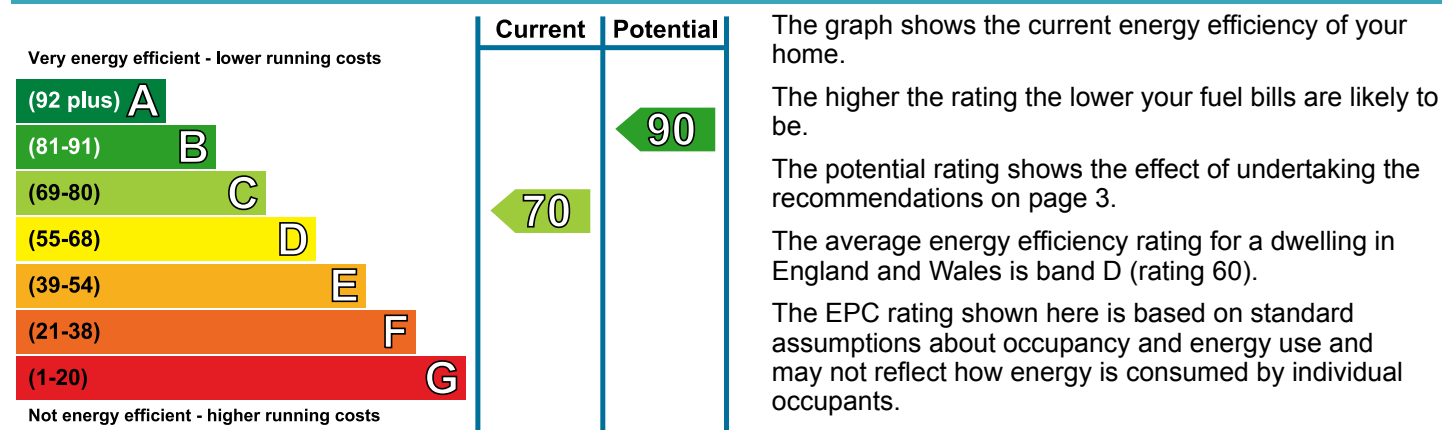 Current Potential
Very energy efficient - lower running costs
(92 plus) A
(81-91) B
90
(69-80) C
70
(55-68) D
(39-54) E
(21-38) F
(1-20) G
Not energy efficient - higher running costs
The graph shows the current energy efficiency of your
home.
The higher the rating the lower your fuel bills are likely to
be.
The potential rating shows the effect of undertaking the
recommendations on page 3.
The average energy efficiency rating for a dwelling in
England and Wales is band D (rating 60).
The EPC rating shown here is based on standard
assumptions about occupancy and energy use and
may not reflect how energy is consumed by individual
occupants.